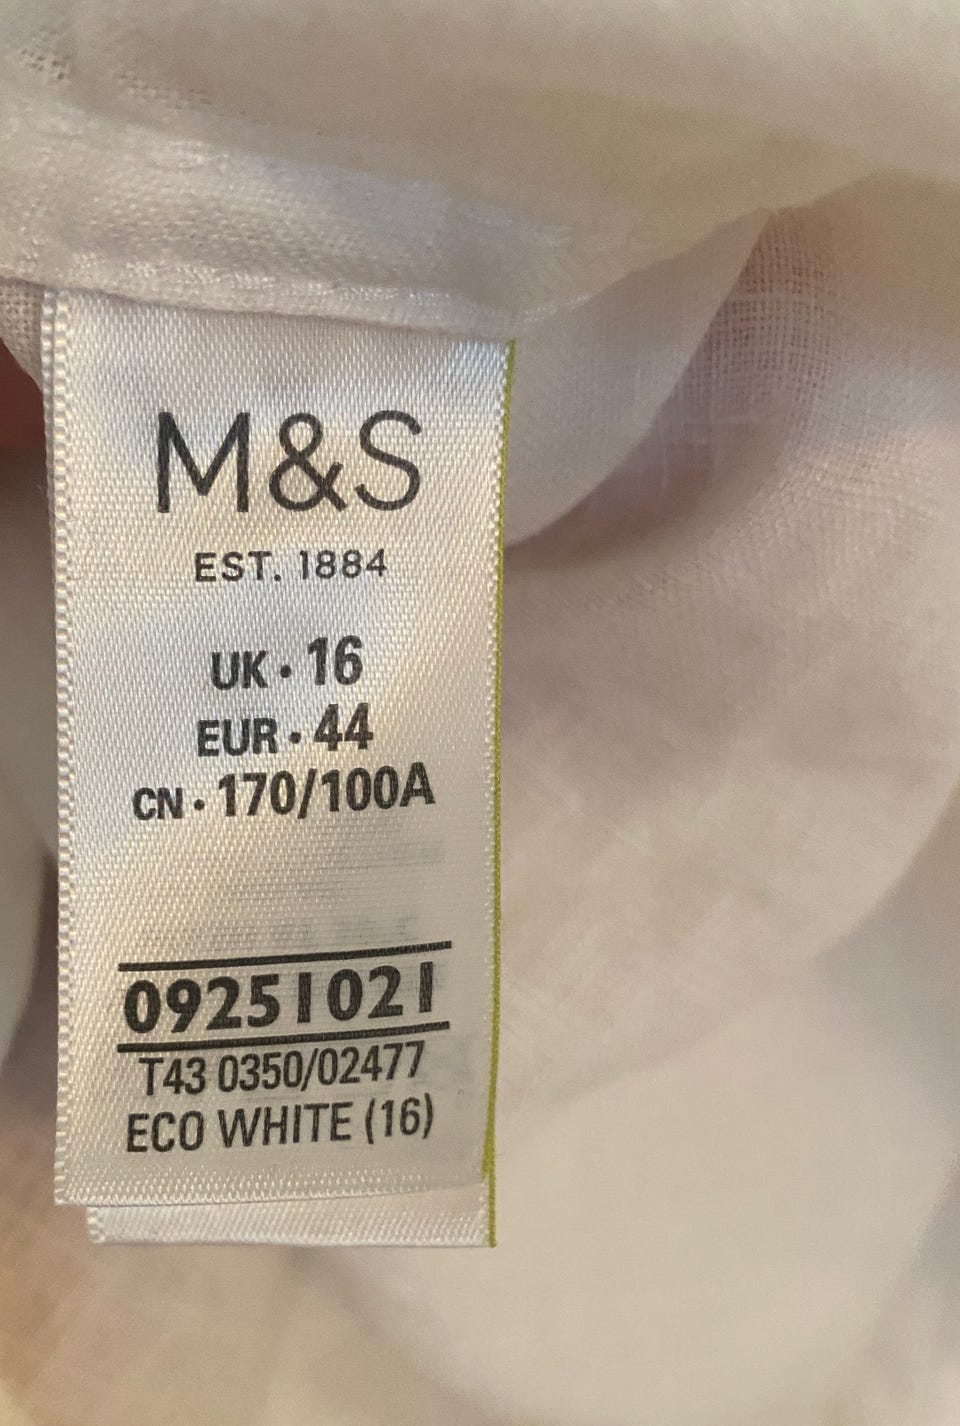 M&S
EST. 1884
UK • 16
EUR • 44
CN • 170/100A
09251021
T43 0350/02477
ECO WHITE (16)